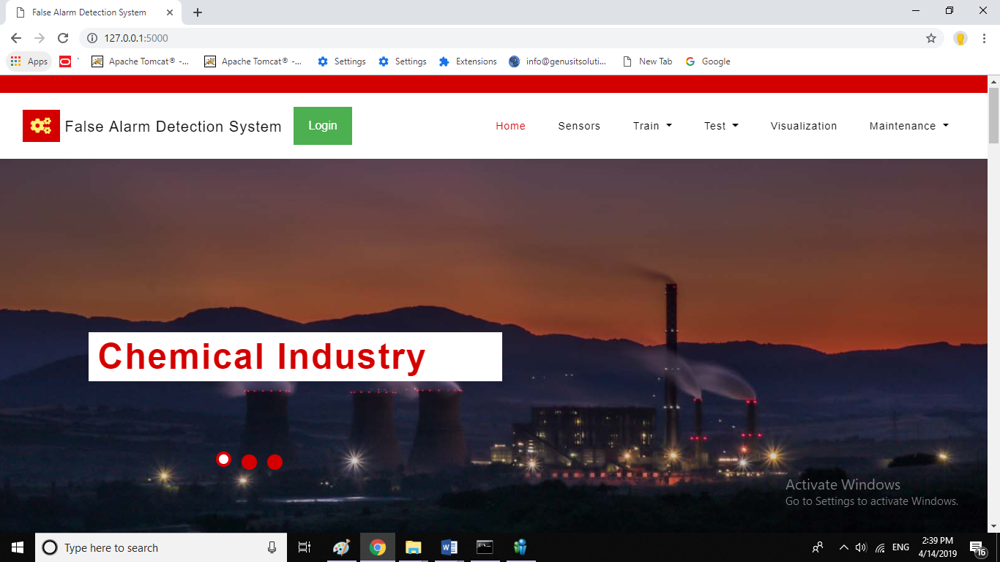 False Alarm Detection System
127.0.0.1:5000
Apps ` Apache Tomcat® -... Apache Tomcat® -... Settings Settings Extensions info@genusitsoluti... New Tab Google
False Alarm Detection System Login Home Sensors Train Test Visualization Maintenance
Chemical Industry
Activate Windows
Go to Settings to activate Windows.
Type here to search ENG 2:39 PM
4/14/2019
16